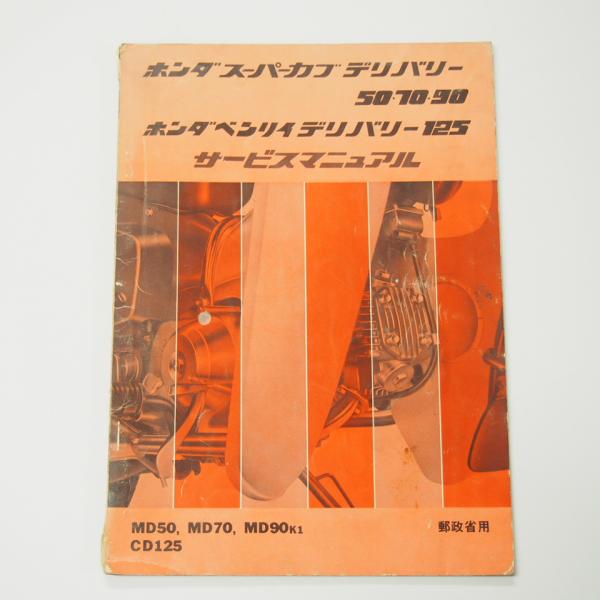 ホンダスーパーカブデリバリー
50・70・90
ホンダベンリイデリバリー125
サービスマニュアル
MD50, MD70, MD90K1
CD125
郵政省用